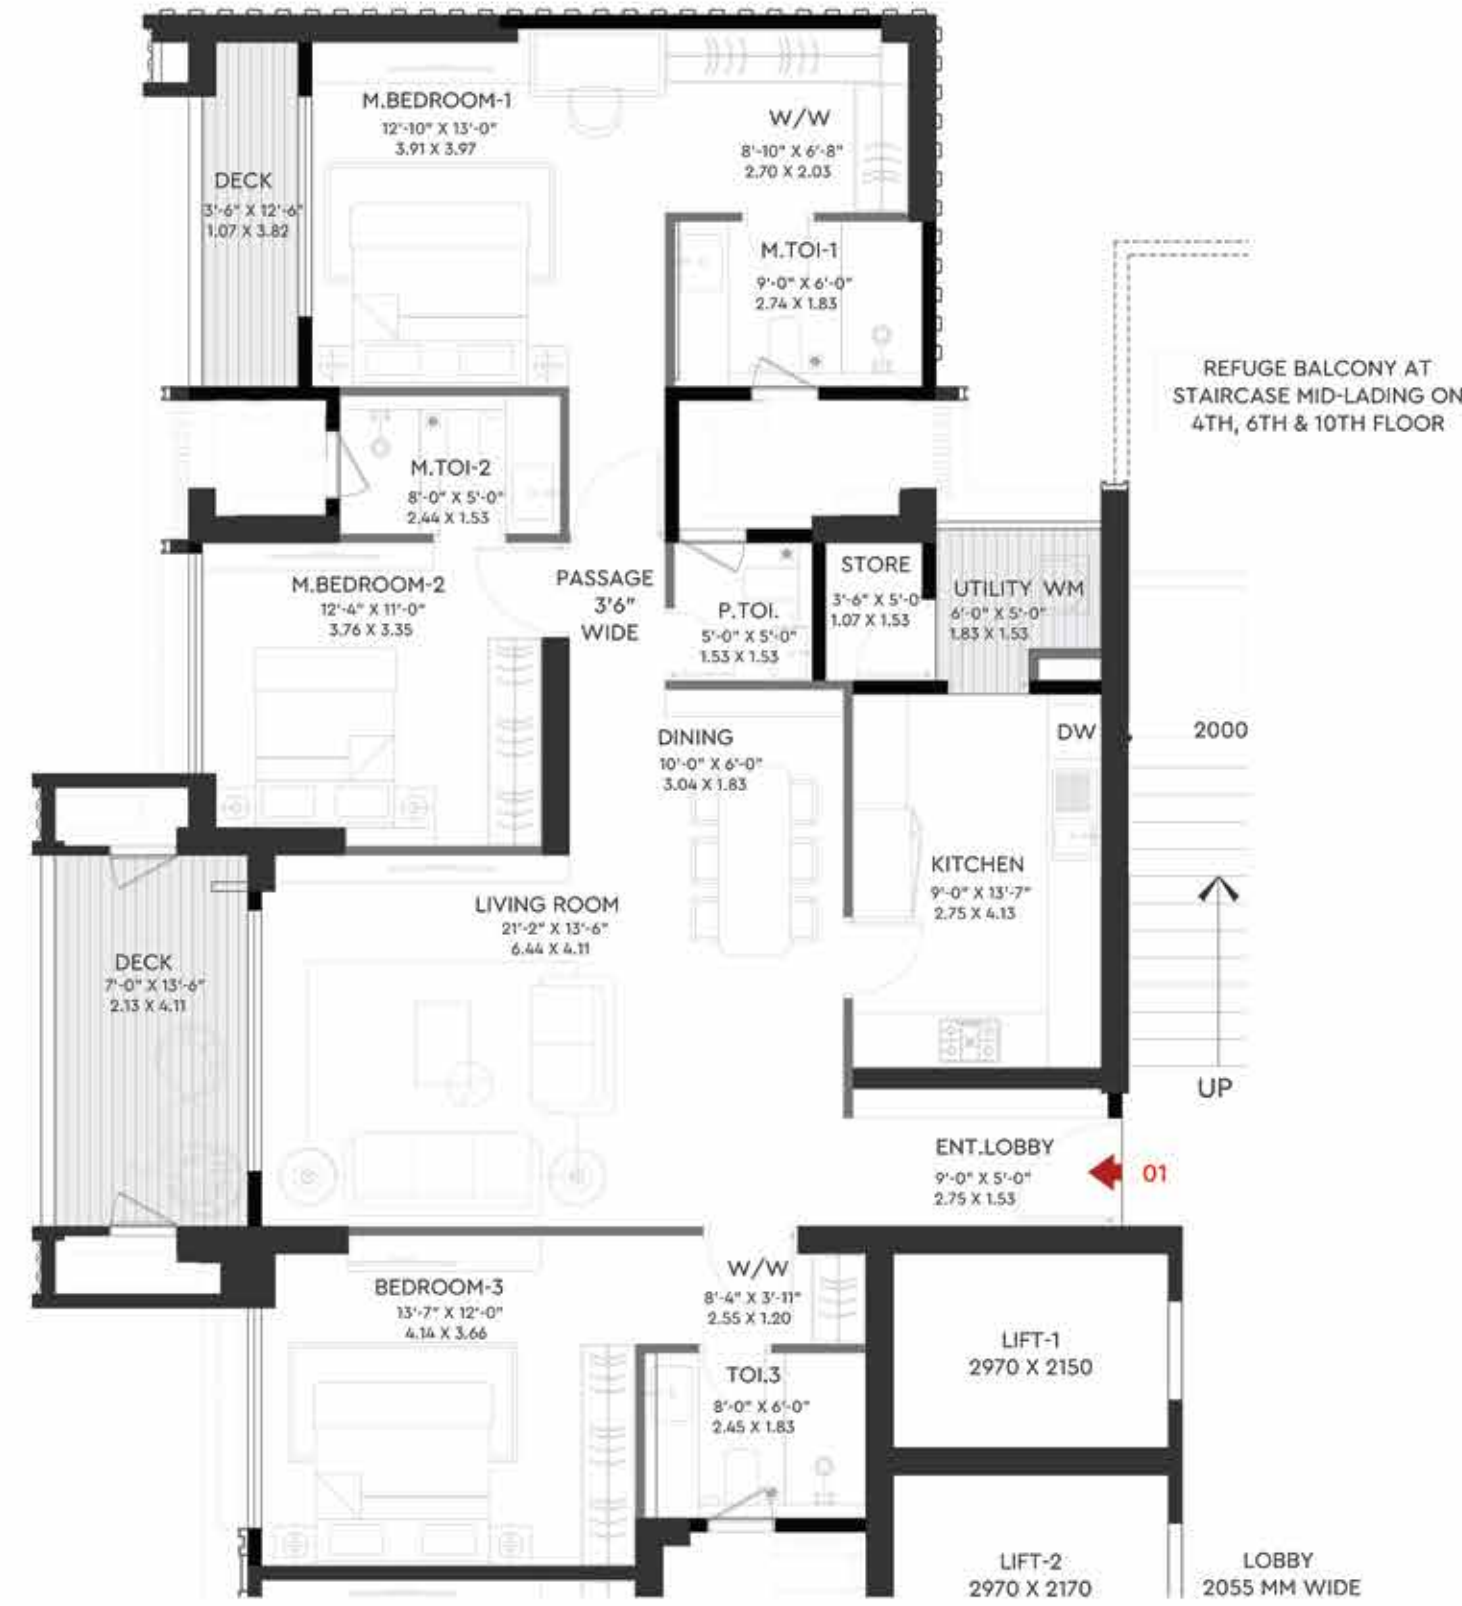 M.BEDROOM-1
12'-10" X 13'-0"
3.91 X 3.97
W/W
8'-10" X 6'-8"
2.70 X 2.03
DECK
3'-6" X 12'-6"
1.07 X 3.82
M.TOI-1
9'-0" X 6'-0"
2.74 X 1.83
REFUGE BALCONY AT
STAIRCASE MID-LADING ON
4TH, 6TH & 10TH FLOOR
M.TOI-2
8'-0" X 5'-0"
2.44 X 1.53
M.BEDROOM-2
12'-4" X 11'-0"
3.76 X 3.35
PASSAGE
3'6"
WIDE
P.TOI.
5'-0" X 5'-0"
1.53 X 1.53
STORE
3'-6" X 5'-0
1.07 X 1.53
UTILITY WM
6'-0" X 5'-0"
1.83 X 1.53
DINING
10'-0" X 6'-0"
3.04 X 1.83
DW
2000
KITCHEN
9'-0" X 13'-7"
2.75 X 4.13
LIVING ROOM
21'-2" X 13'-6"
6.44 X 4.11
DECK
7'-0" X 13'-6"
2.13 X 4.11
UP
ENT.LOBBY
9'-0" X 5'-0"
2.75 X 1.53
01
BEDROOM-3
13'-7" X 12'-0"
4.14 X 3.66
W/W
8'-4" X 3'-11"
2.55 X 1.20
TOI.3
8'-0" X 6'-0"
2.45 X 1.83
LIFT-1
2970 X 2150
LIFT-2
2970 X 2170
LOBBY
2055 MM WIDE